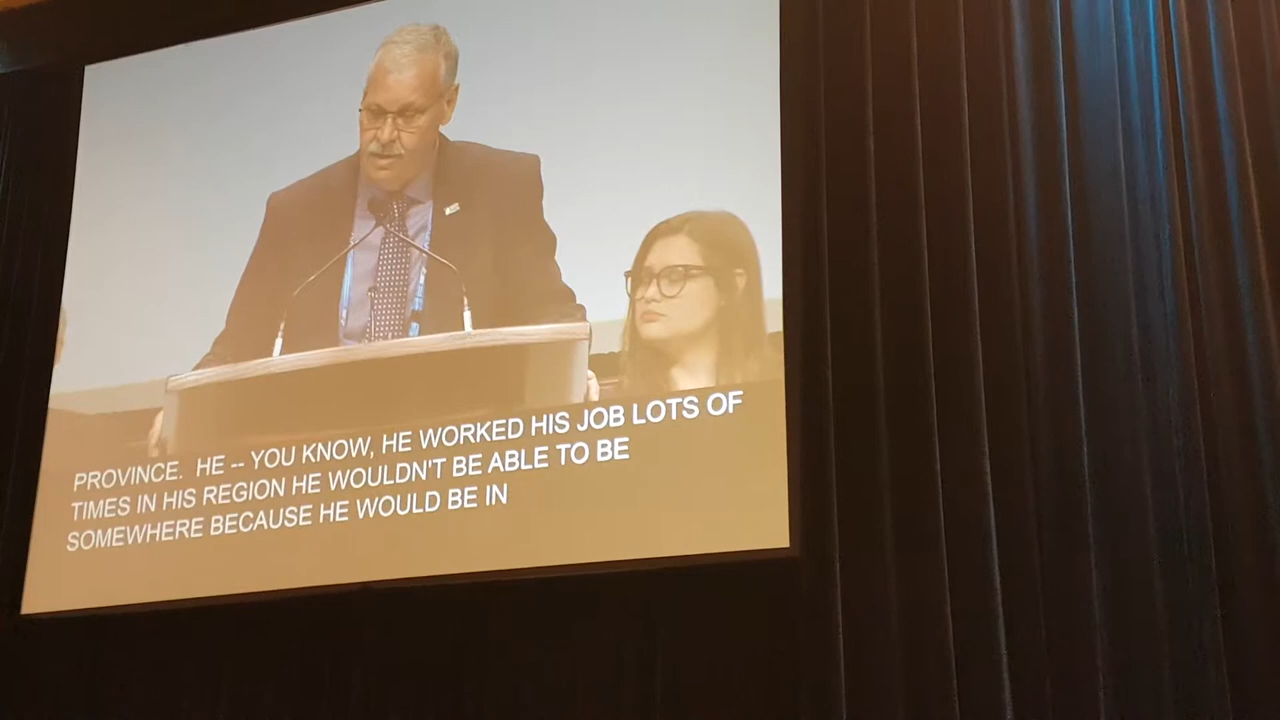 PROVINCE.  HE -- YOU KNOW, HE WORKED HIS JOB LOTS OF
TIMES IN HIS REGION HE WOULDN'T BE ABLE TO BE
SOMEWHERE BECAUSE HE WOULD BE IN